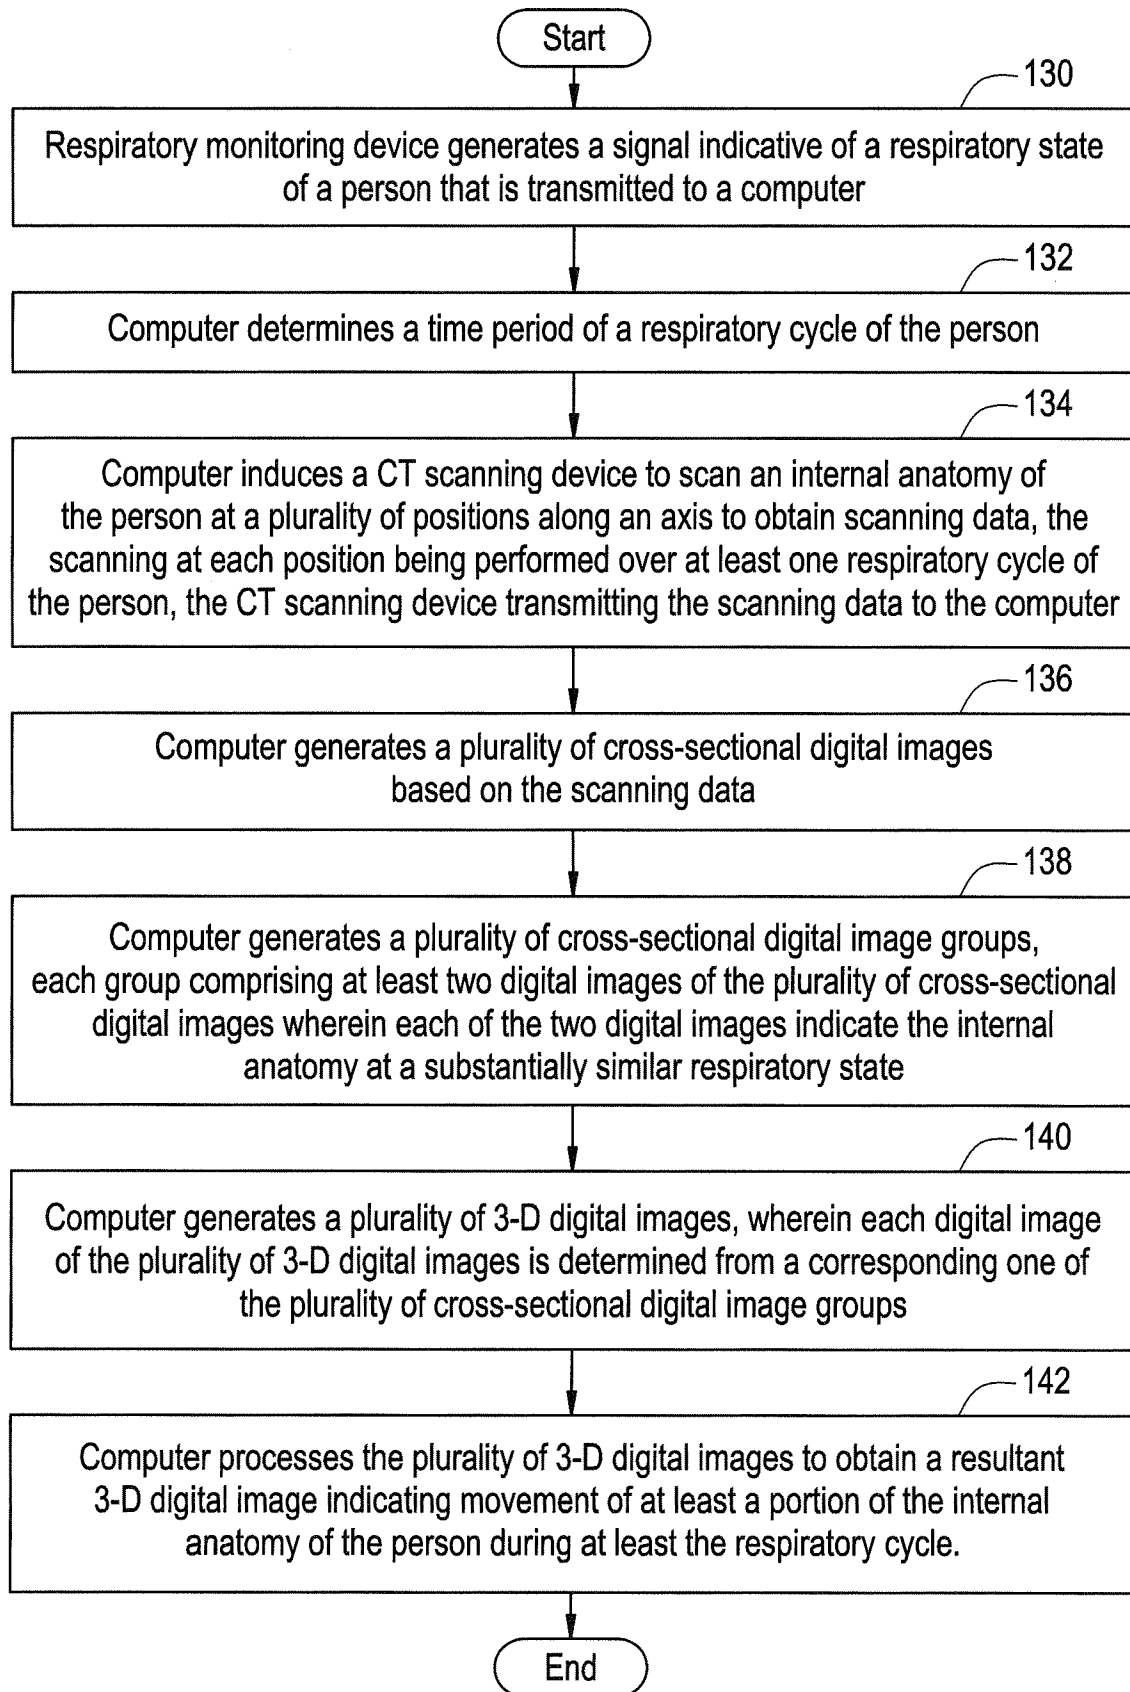 Start
130
Respiratory monitoring device generates a signal indicative of a respiratory state
of a person that is transmitted to a computer
132
Computer determines a time period of a respiratory cycle of the person
134
Computer induces a CT scanning device to scan an internal anatomy of
the person at a plurality of positions along an axis to obtain scanning data, the
scanning at each position being performed over at least one respiratory cycle of
the person, the CT scanning device transmitting the scanning data to the computer
136
Computer generates a plurality of cross-sectional digital images
based on the scanning data
138
Computer generates a plurality of cross-sectional digital image groups,
each group comprising at least two digital images of the plurality of cross-sectional
digital images wherein each of the two digital images indicate the internal
anatomy at a substantially similar respiratory state
140
Computer generates a plurality of 3-D digital images, wherein each digital image
of the plurality of 3-D digital images is determined from a corresponding one of
the plurality of cross-sectional digital image groups
142
Computer processes the plurality of 3-D digital images to obtain a resultant
3-D digital image indicating movement of at least a portion of the internal
anatomy of the person during at least the respiratory cycle.
End